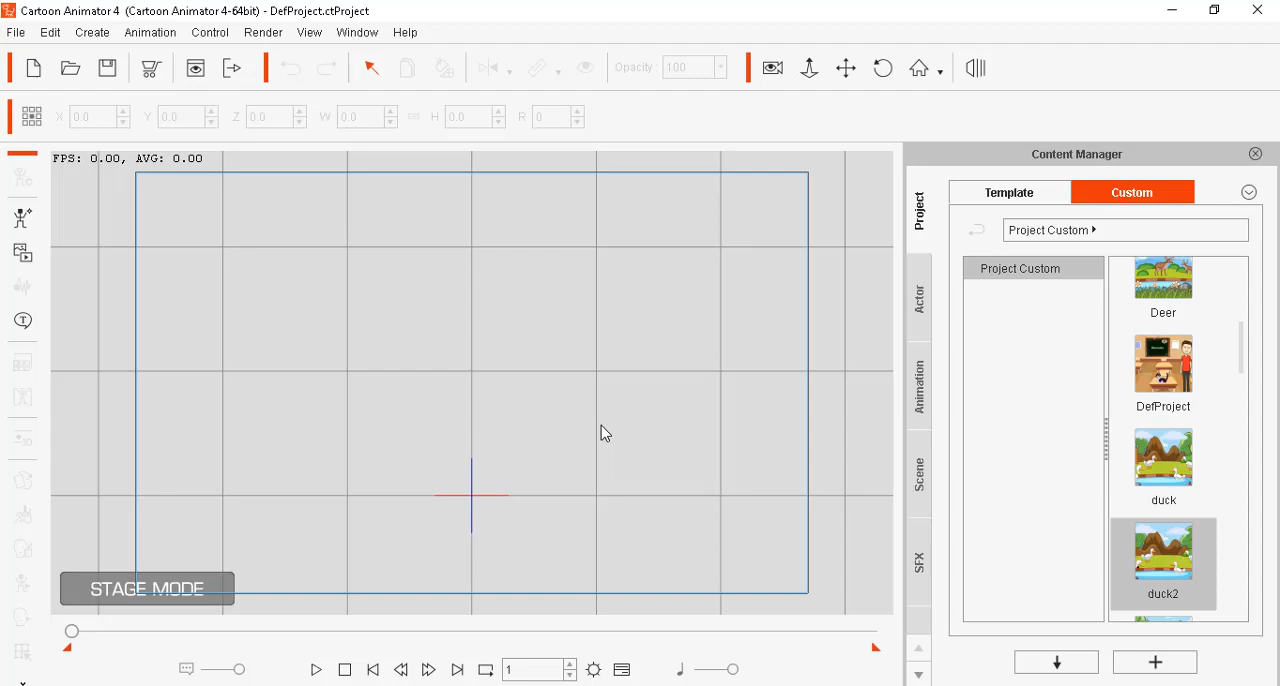 Cartoon Animator 4 (Cartoon Animator 4-64bit) - DefProject.ctProject
File Edit Create Animation Control Render View Window Help
Opacity: 100
X 0.0 Y 0.0 Z 0.0 W 0.0 H 0.0 R 0
FPS: 0.00, AVG: 0.00
STAGE MODE
1
Content Manager
Template Custom
Project Custom
Project Custom
Project
Actor
Animation
Scene
SFX
Deer
DefProject
duck
duck2